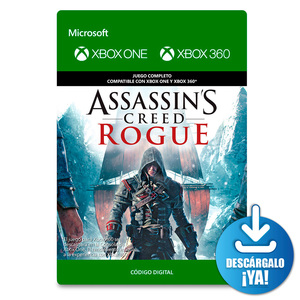 Microsoft
XBOX ONE XBOX 360
JUEGO COMPLETO
COMPATIBLE CON XBOX ONE Y XBOX 360*
ASSASSIN'S
CREED
ROGUE
CÓDIGO DIGITAL
DESCÁRGALO
¡YA!